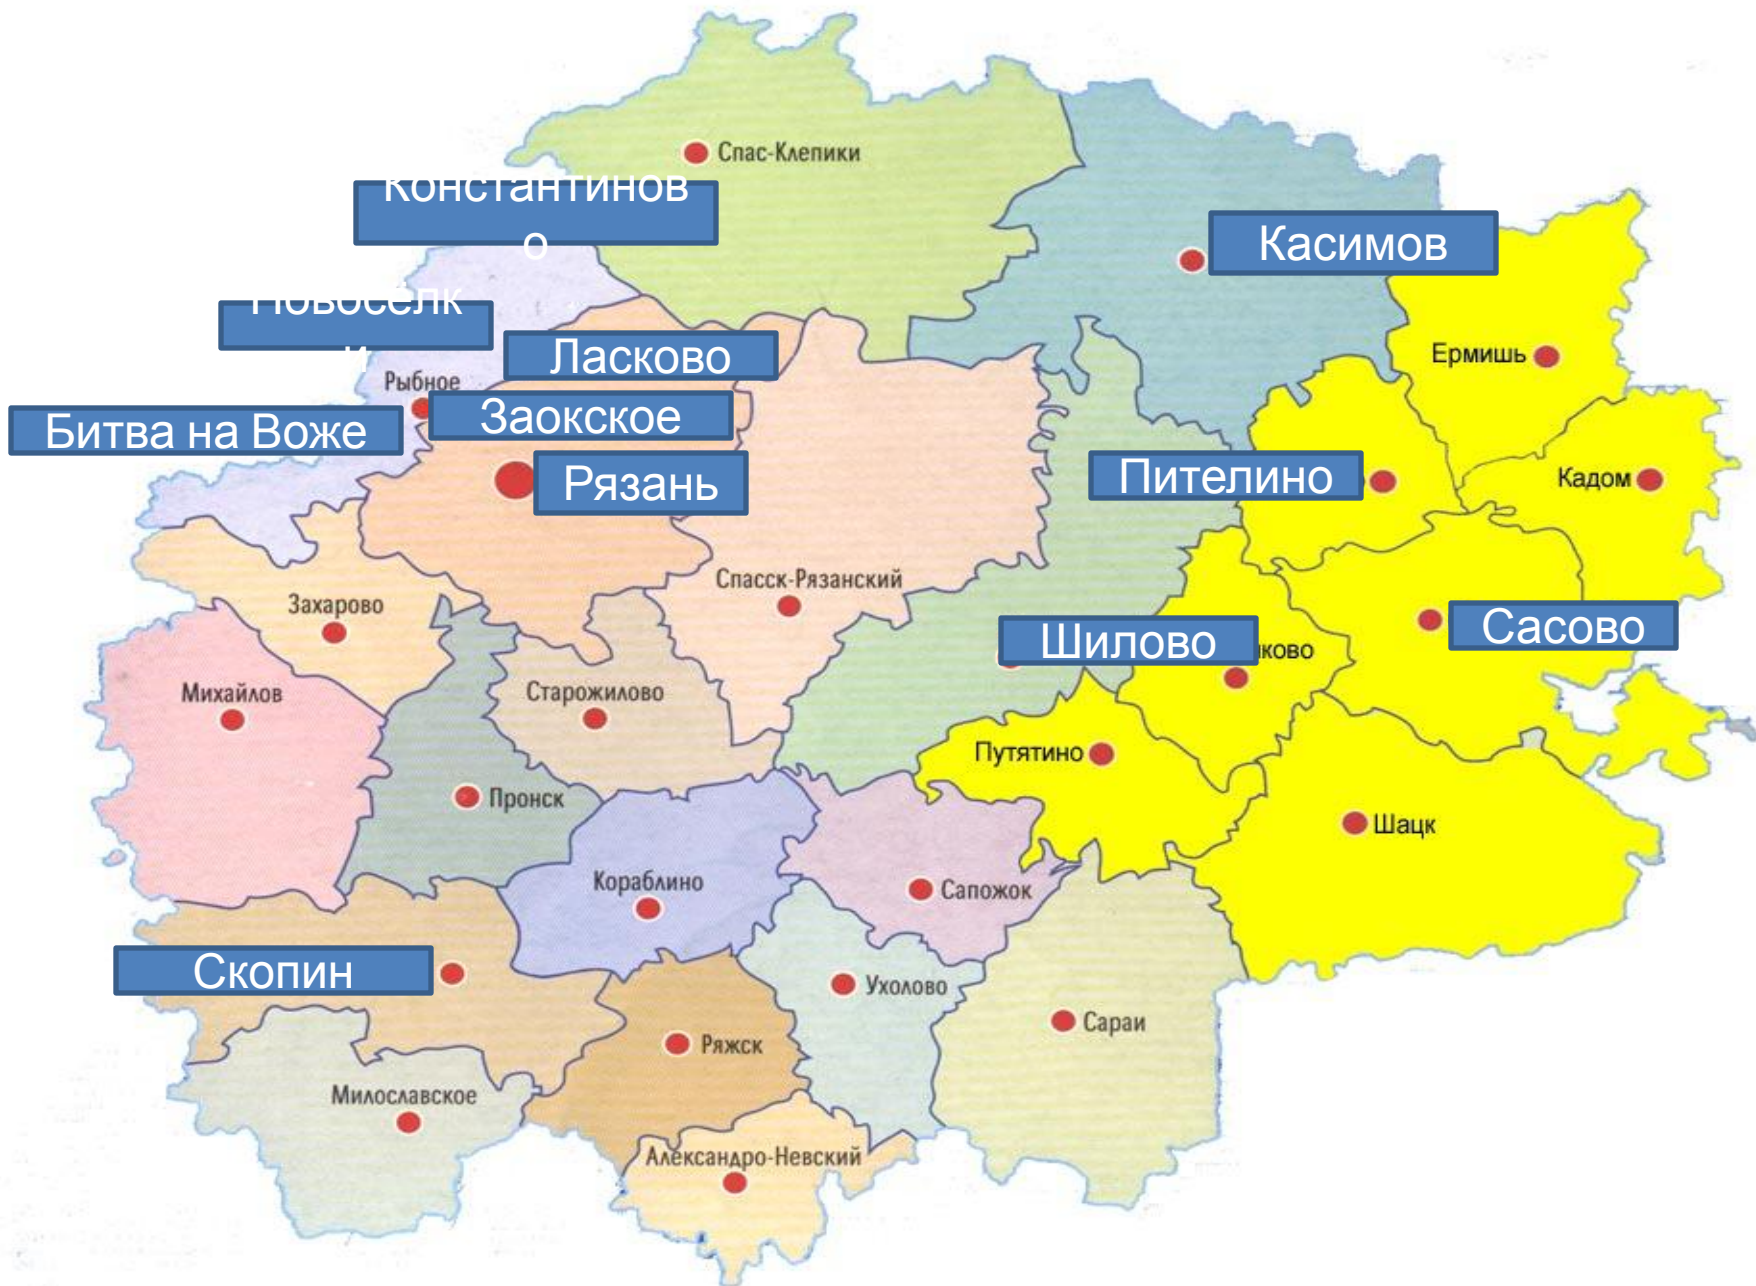 Спас-Клепики
Константинов
о
Касимов
Новосёлк
и
Ласково
Ермишь
Рыбное
Заокское
Битва на Воже
Пителино
Рязань
Кадом
Спасск-Рязанский
Захарово
Шилово
Сасово
ково
Михайлов
Старожилово
Путятино
Пронск
Шацк
Кораблино
Сапожок
Скопин
Ухолово
Сараи
Ряжск
Милославское
Александро-Невский